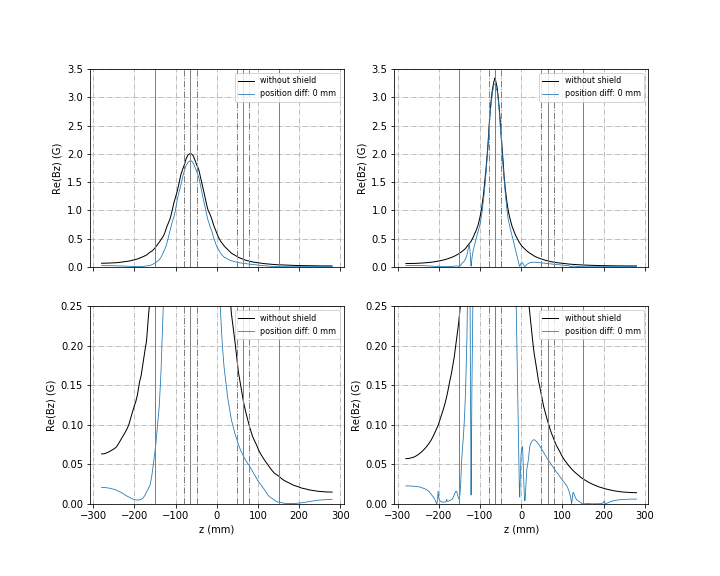 3.5
3.0
2.5
2.0
1.5
1.0
0.5
0.0
Re(Bz) (G)
without shield
position diff: 0 mm
3.5
3.0
2.5
2.0
1.5
1.0
0.5
0.0
Re(Bz) (G)
without shield
position diff: 0 mm
0.25
0.20
0.15
0.10
0.05
0.00
Re(Bz) (G)
without shield
position diff: 0 mm
−300 −200 −100 0 100 200 300
z (mm)
0.25
0.20
0.15
0.10
0.05
0.00
Re(Bz) (G)
without shield
position diff: 0 mm
−300 −200 −100 0 100 200 300
z (mm)